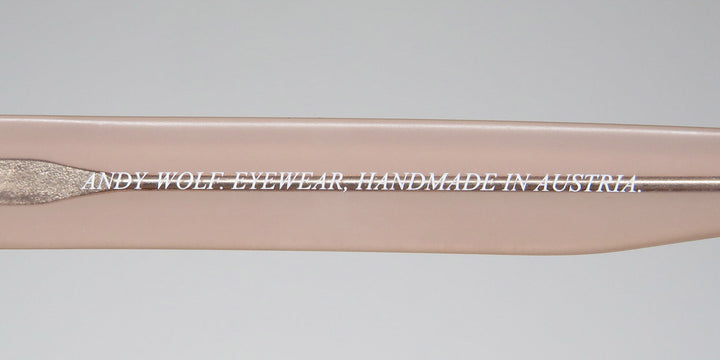 ANDY WOLF. EYEWEAR, HANDMADE IN AUSTRIA.